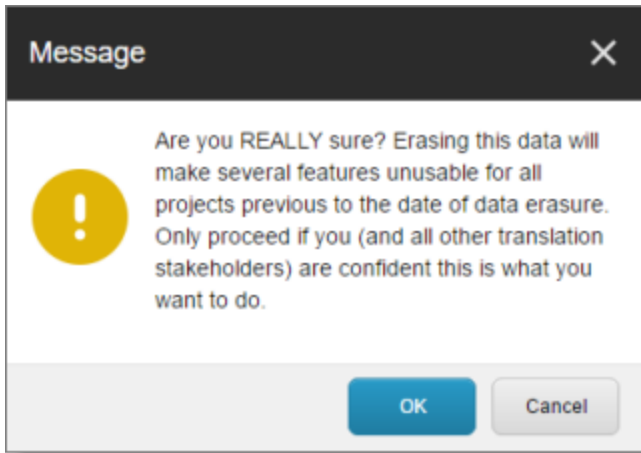 Message
Are you REALLY sure? Erasing this data will
make several features unusable for all
projects previous to the date of data erasure.
Only proceed if you (and all other translation
stakeholders) are confident this is what you
want to do.
OK
Cancel